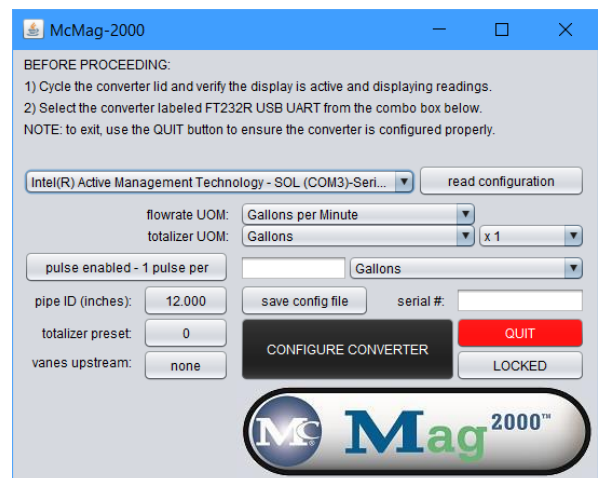 McMag-2000
BEFORE PROCEEDING:
1) Cycle the converter lid and verify the display is active and displaying readings.
2) Select the converter labeled FT232R USB UART from the combo box below.
NOTE: to exit, use the QUIT button to ensure the converter is configured properly.
Intel(R) Active Management Technology - SOL (COM3)-Seri... read configuration
flowrate UOM: Gallons per Minute
totalizer UOM: Gallons x 1
pulse enabled - 1 pulse per Gallons
pipe ID (inches): 12.000 save config file serial #:
totalizer preset: 0 CONFIGURE CONVERTER QUIT
vanes upstream: none LOCKED
MC Mag 2000™